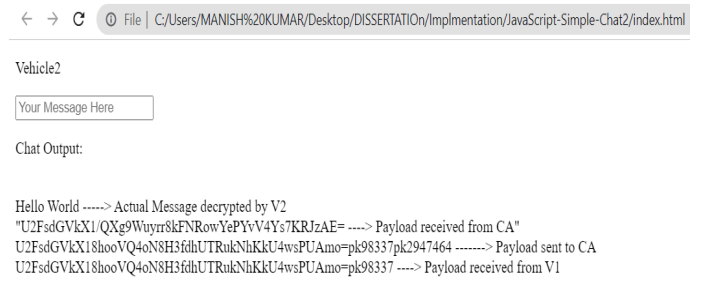 File | C:/Users/MANISH%20KUMAR/Desktop/DISSERTATIOn/Implmentation/JavaScript-Simple-Chat2/index.html
Vehicle2
Your Message Here
Chat Output:
Hello World -----> Actual Message decrypted by V2
"U2FsdGVkX1/QXg9Wuyrr8kFNRowYePYvV4Ys7KRJzAE= ----> Payload received from CA"
U2FsdGVkX18hooVQ4oN8H3fdhUTRukNhKkU4wsPUAmo=pk98337pk2947464 -------> Payload sent to CA
U2FsdGVkX18hooVQ4oN8H3fdhUTRukNhKkU4wsPUAmo=pk98337 ----> Payload received from V1